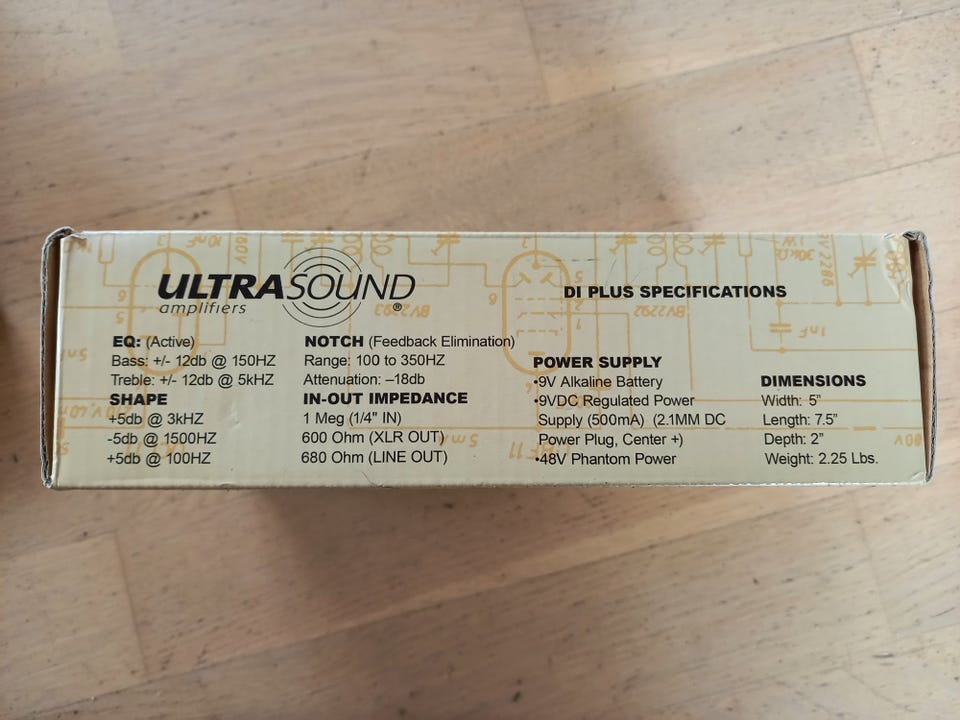 ULTRASOUND®
amplifiers
DI PLUS SPECIFICATIONS
EQ: (Active)
Bass: +/- 12db @ 150HZ
Treble: +/- 12db @ 5kHZ
SHAPE
+5db @ 3kHZ
-5db @ 1500HZ
+5db @ 100HZ
NOTCH (Feedback Elimination)
Range: 100 to 350HZ
Attenuation: –18db
IN-OUT IMPEDANCE
1 Meg (1/4" IN)
600 Ohm (XLR OUT)
680 Ohm (LINE OUT)
POWER SUPPLY
•9V Alkaline Battery
•9VDC Regulated Power
Supply (500mA) (2.1MM DC
Power Plug, Center +)
•48V Phantom Power
DIMENSIONS
Width: 5”
Length: 7.5”
Depth: 2”
Weight: 2.25 Lbs.